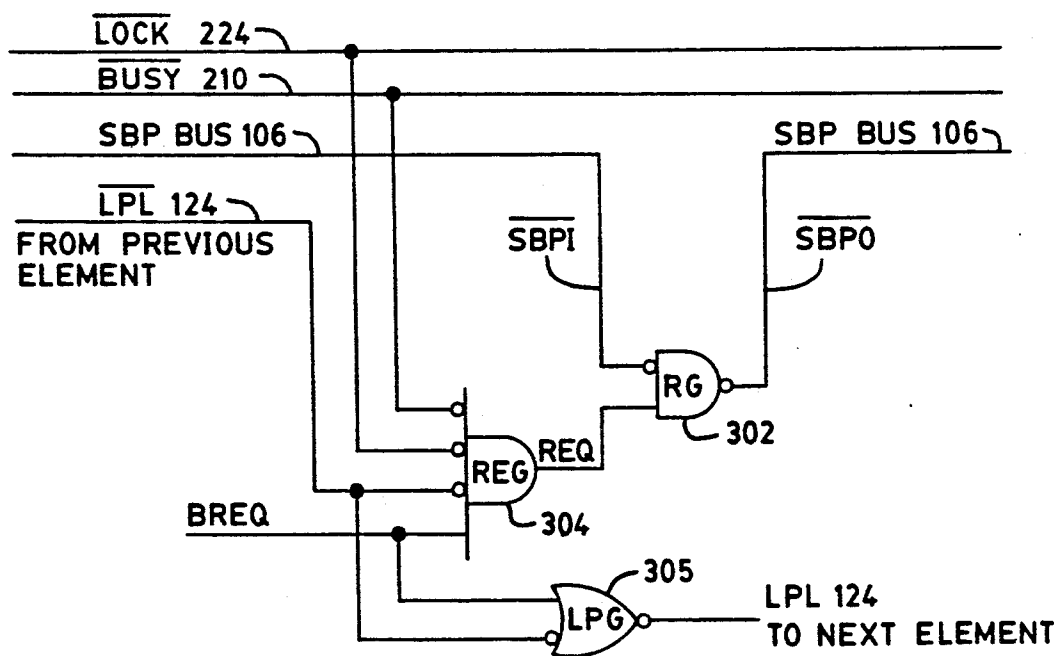 LOCK 224
BUSY 210
SBP BUS 106
SBP BUS 106
LPL 124
FROM PREVIOUS
ELEMENT
SBPI
SBPO
RG
302
REQ
REG
304
BREQ
305
LPG
LPL 124
TO NEXT ELEMENT